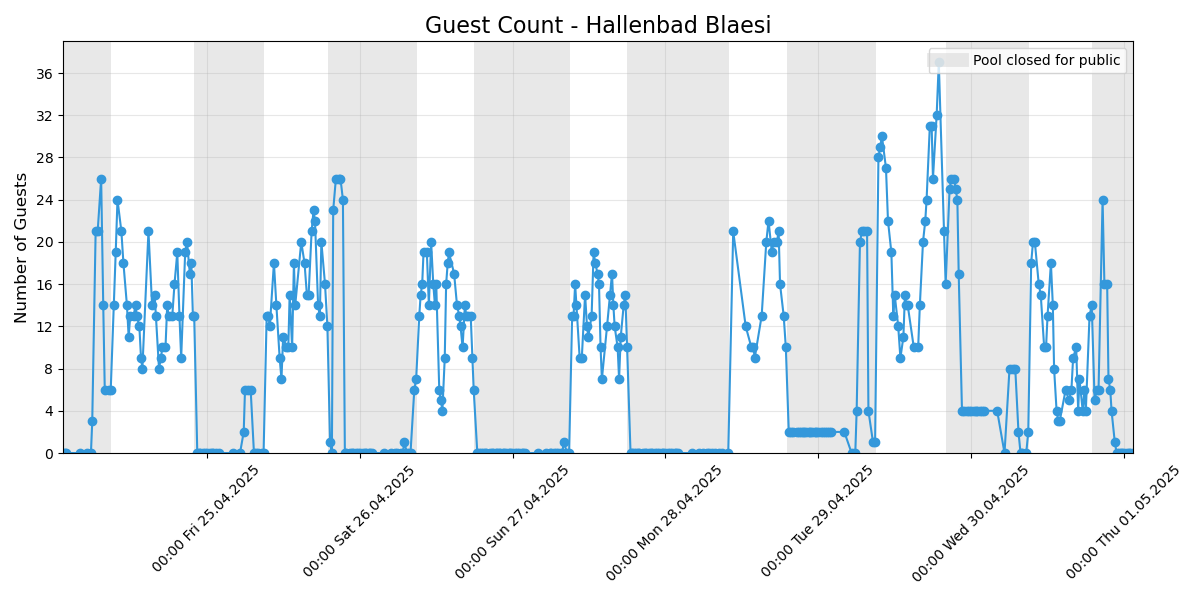 Guest Count - Hallenbad Blaesi
Pool closed for public
Number of Guests
36
32
28
24
20
16
12
8
4
0
00:00 Fri 25.04.2025
00:00 Sat 26.04.2025
00:00 Sun 27.04.2025
00:00 Mon 28.04.2025
00:00 Tue 29.04.2025
00:00 Wed 30.04.2025
00:00 Thu 01.05.2025